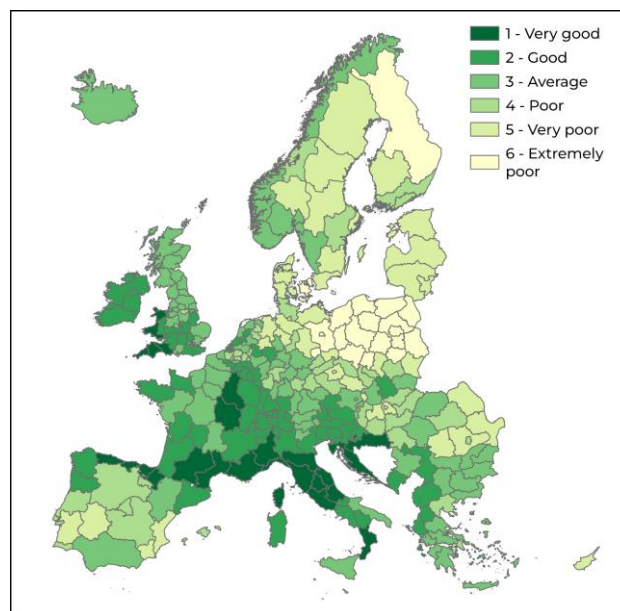 1 - Very good
2 - Good
3 - Average
4 - Poor
5 - Very poor
6 - Extremely
poor